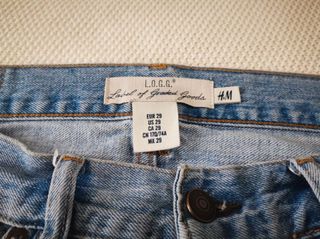 L.O.G.G.®
Label of Graded Goods
H&M
EUR 29
US 29
CA 29
CN 170/74A
MX 29